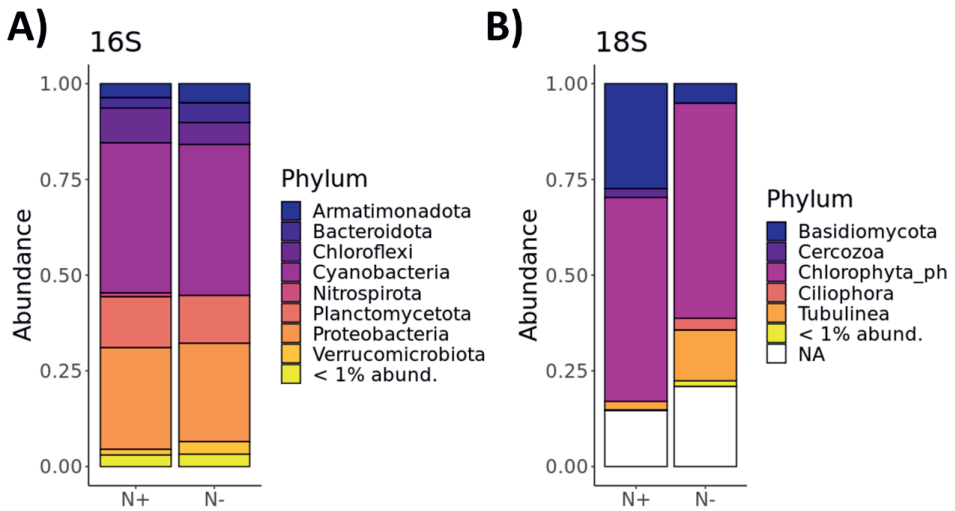 A)
16S
1.00
0.75
0.50
0.25
0.00
Abundance
N+
N-
Phylum
Armatimonadota
Bacteroidota
Chloroflexi
Cyanobacteria
Nitrospirota
Planctomycetota
Proteobacteria
Verrucomicrobiota
< 1% abund.
B)
18S
1.00
0.75
0.50
0.25
0.00
Abundance
N+
N-
Phylum
Basidiomycota
Cercozoa
Chlorophyta_ph
Ciliophora
Tubulinea
< 1% abund.
NA